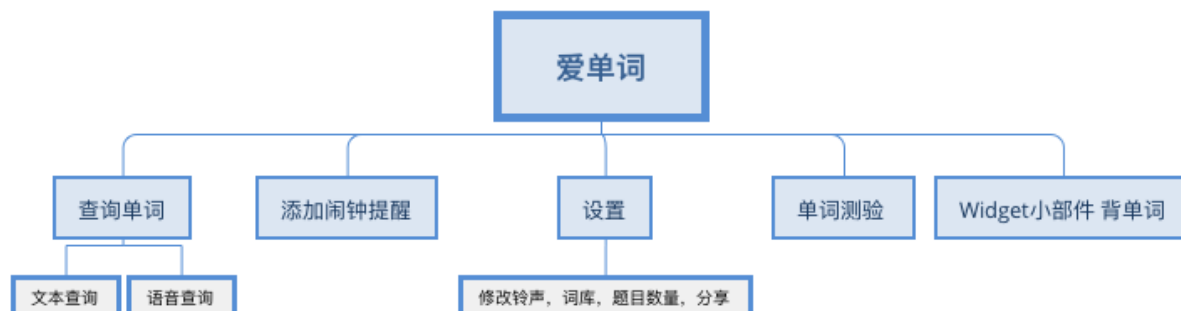 爱单词
查询单词
添加闹钟提醒
设置
单词测验
Widget小部件 背单词
文本查询
语音查询
修改铃声，词库，题目数量，分享